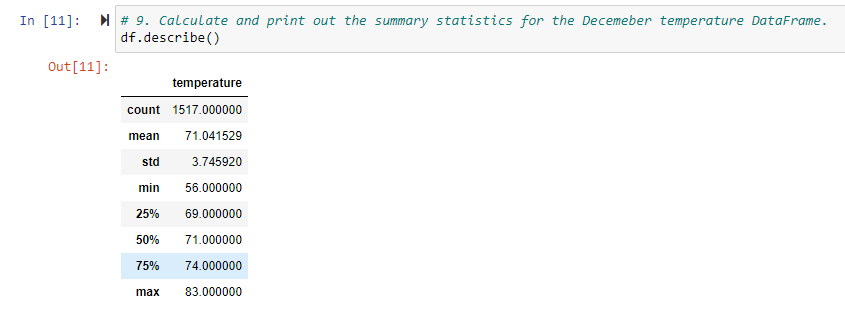 In [11]: # 9. Calculate and print out the summary statistics for the Decemeber temperature DataFrame.
df.describe()
Out[11]:
temperature
count 1517.000000
mean 71.041529
std 3.745920
min 56.000000
25% 69.000000
50% 71.000000
75% 74.000000
max 83.000000